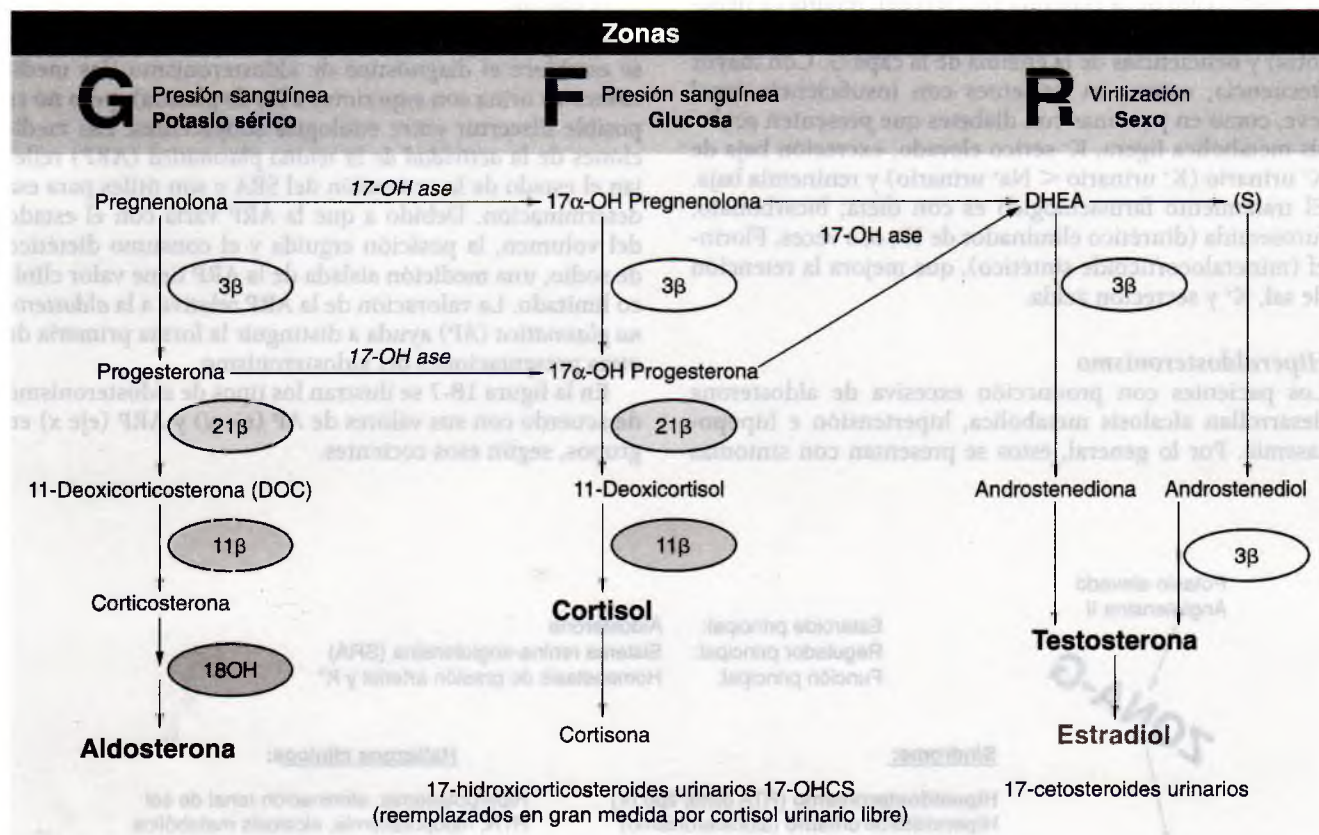 Zonas
G Presión sanguínea
Potaslo sérico
F Presión sanguínea
Glucosa
R Virilización
Sexo
Pregnenolona 17-OH ase 17α-OH Pregnenolona DHEA (S)
17-OH ase
3β 3β 3β
Progesterona 17-OH ase 17α-OH Progesterona
21β 21β
11-Deoxicorticosterona (DOC) 11-Deoxicortisol Androstenediona Androstenediol
11β 11β 3β
Corticosterona Cortisol Testosterona
18OH
Aldosterona Cortisona Estradiol
17-hidroxicorticosteroides urinarios 17-OHCS 17-cetosteroides urinarios
(reemplazados en gran medida por cortisol urinario libre)